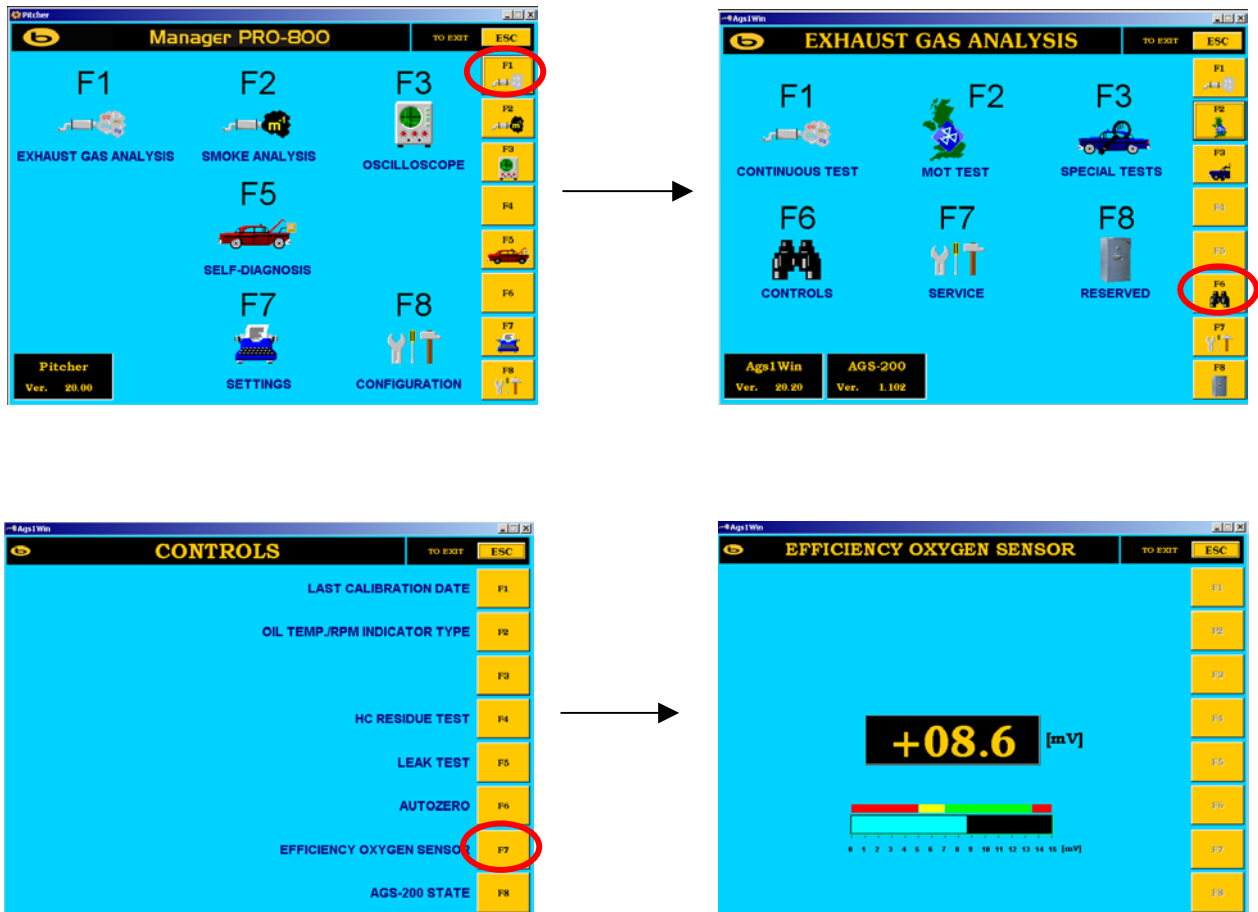 Pitcher
b Manager PRO-800 TO EXIT ESC
F1 F2 F3
EXHAUST GAS ANALYSIS SMOKE ANALYSIS OSCILLOSCOPE
F5
SELF-DIAGNOSIS
F7 F8
SETTINGS CONFIGURATION
Pitcher
Ver. 20.00
F1
F2
m
F3
F4
F5
F6
F7
F8
Ags1Win
b EXHAUST GAS ANALYSIS TO EXIT ESC
F1 F2 F3
CONTINUOUS TEST MOT TEST SPECIAL TESTS
F6 F7 F8
CONTROLS SERVICE RESERVED
Ags1Win AGS-200
Ver. 20.20 Ver. 1.102
F1
F2
F3
F4
F5
F6
F7
F8
Ags1Win
b CONTROLS TO EXIT ESC
LAST CALIBRATION DATE F1
OIL TEMP./RPM INDICATOR TYPE F2
F3
HC RESIDUE TEST F4
LEAK TEST F5
AUTOZERO F6
EFFICIENCY OXYGEN SENSOR F7
AGS-200 STATE F8
Ags1Win
b EFFICIENCY OXYGEN SENSOR TO EXIT ESC
F1
F2
F3
F4
+08.6 [mV]
F5
F6
0 1 2 3 4 5 6 7 8 9 10 11 12 13 14 15 [mV]
F7
F8